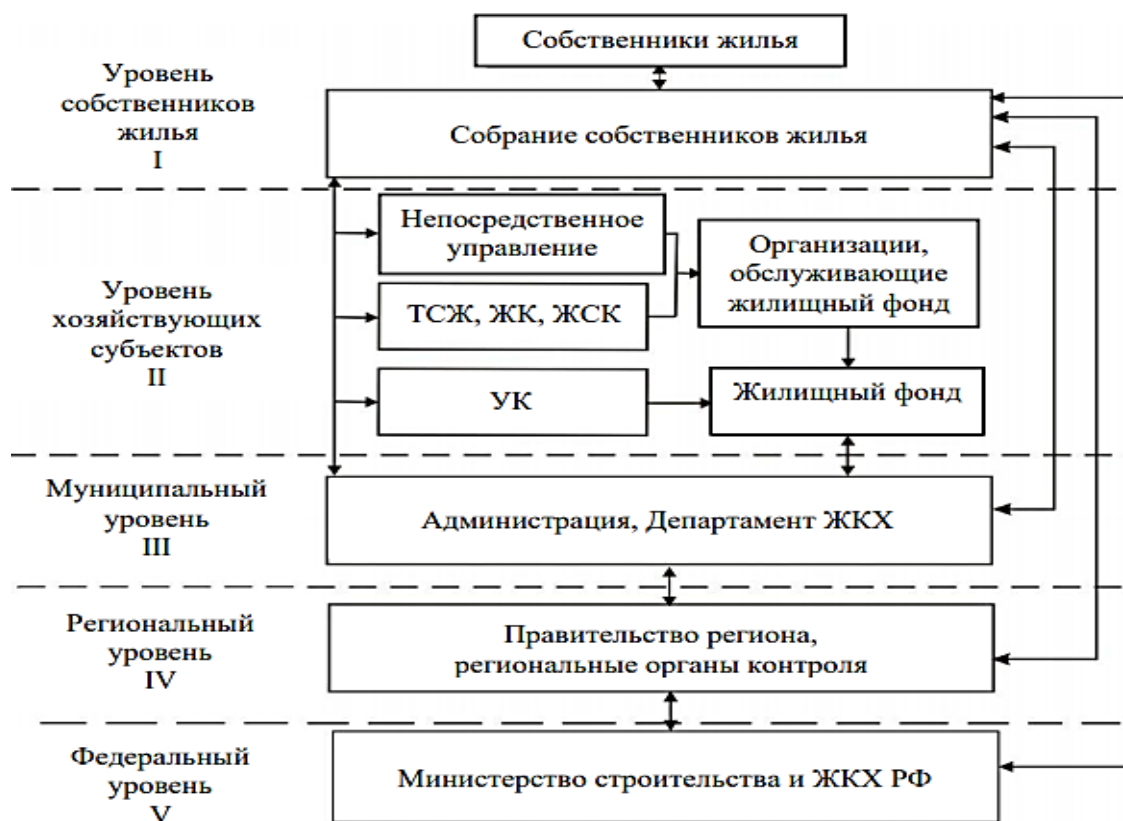 Собственники жилья
Уровень
собственников
жилья
I
Собрание собственников жилья
Уровень
хозяйствующих
субъектов
II
Непосредственное
управление
ТСЖ, ЖК, ЖСК
УК
Организации,
обслуживающие
жилищный фонд
Жилищный фонд
Муниципальный
уровень
III
Администрация, Департамент ЖКХ
Региональный
уровень
IV
Правительство региона,
региональные органы контроля
Федеральный
уровень
V
Министерство строительства и ЖКХ РФ